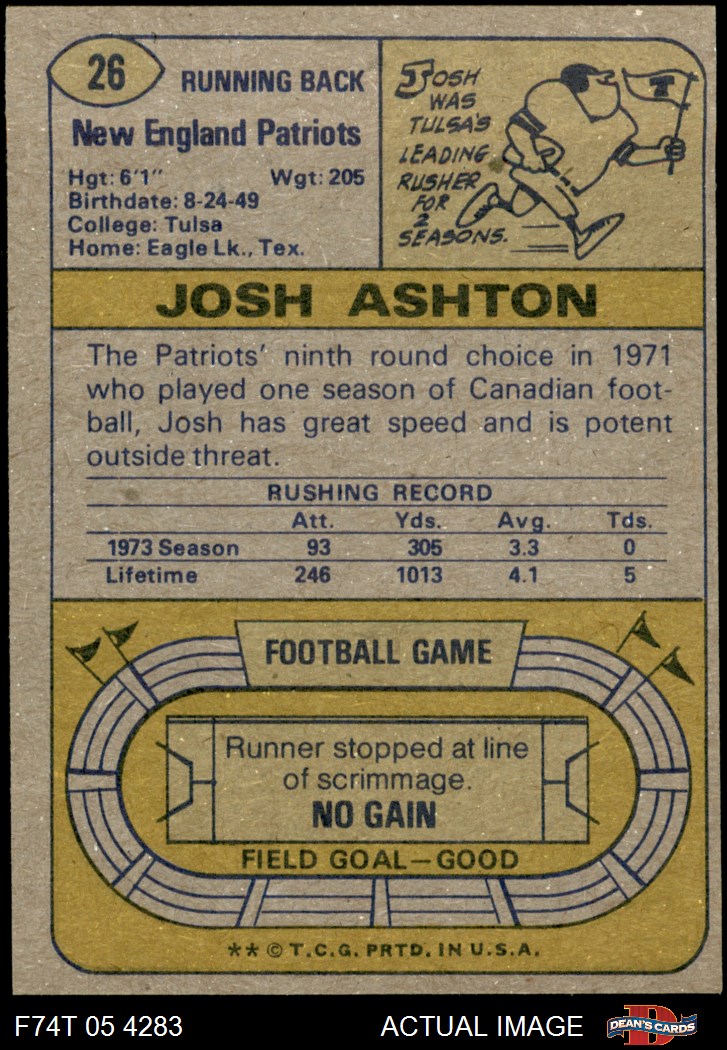 26
RUNNING BACK
New England Patriots
Hgt: 6'1" Wgt: 205
Birthdate: 8-24-49
College: Tulsa
Home: Eagle Lk., Tex.
JOSH
WAS
TULSA'S
LEADING
RUSHER
FOR
2
SEASONS.
T
JOSH ASHTON
The Patriots' ninth round choice in 1971
who played one season of Canadian foot-
ball, Josh has great speed and is potent
outside threat.
RUSHING RECORD
Att. Yds. Avg. Tds.
1973 Season 93 305 3.3 0
Lifetime 246 1013 4.1 5
FOOTBALL GAME
Runner stopped at line
of scrimmage.
NO GAIN
FIELD GOAL—GOOD
** © T.C.G. PRTD. IN U.S.A.
F74T 05 4283 ACTUAL IMAGE
D
DEAN'S CARDS